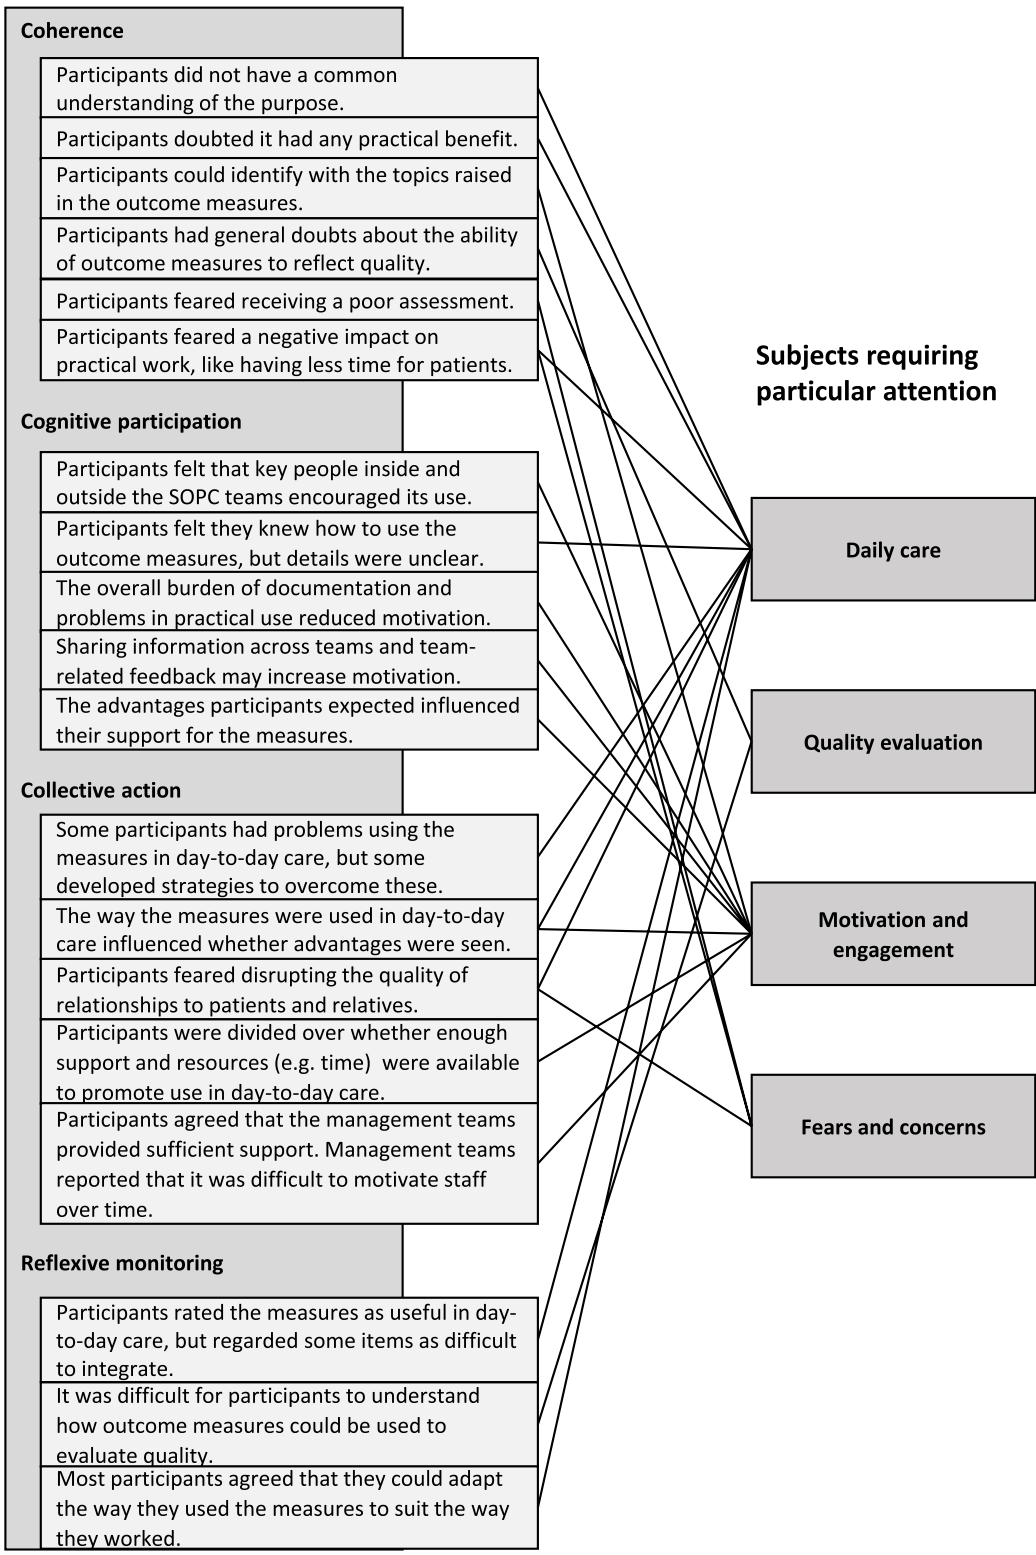 Coherence
Participants did not have a common
understanding of the purpose.
Participants doubted it had any practical benefit.
Participants could identify with the topics raised
in the outcome measures.
Participants had general doubts about the ability
of outcome measures to reflect quality.
Participants feared receiving a poor assessment.
Participants feared a negative impact on
practical work, like having less time for patients.
Cognitive participation
Participants felt that key people inside and
outside the SOPC teams encouraged its use.
Participants felt they knew how to use the
outcome measures, but details were unclear.
The overall burden of documentation and
problems in practical use reduced motivation.
Sharing information across teams and team-
related feedback may increase motivation.
The advantages participants expected influenced
their support for the measures.
Collective action
Some participants had problems using the
measures in day-to-day care, but some
developed strategies to overcome these.
The way the measures were used in day-to-day
care influenced whether advantages were seen.
Participants feared disrupting the quality of
relationships to patients and relatives.
Participants were divided over whether enough
support and resources (e.g. time)  were available
to promote use in day-to-day care.
Participants agreed that the management teams
provided sufficient support. Management teams
reported that it was difficult to motivate staff
over time.
Reflexive monitoring
Participants rated the measures as useful in day-
to-day care, but regarded some items as difficult
to integrate.
It was difficult for participants to understand
how outcome measures could be used to
evaluate quality.
Most participants agreed that they could adapt
the way they used the measures to suit the way
they worked.
Subjects requiring
particular attention
Daily care
Quality evaluation
Motivation and
engagement
Fears and concerns